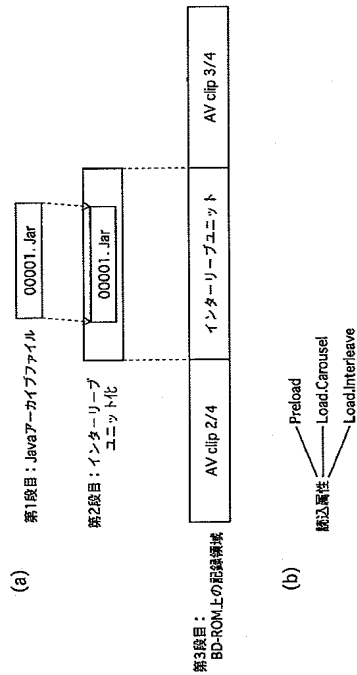 (a)
第1段目：Javaアーカイブファイル
00001. Jar
第2段目：インターリーブ
ユニット化
00001. Jar
第3段目：
BD-ROM上の記録領域
AV clip 2/4
インターリーブユニット
AV clip 3/4
(b)
読込属性
Preload
Load.Carousel
Load.Interleave